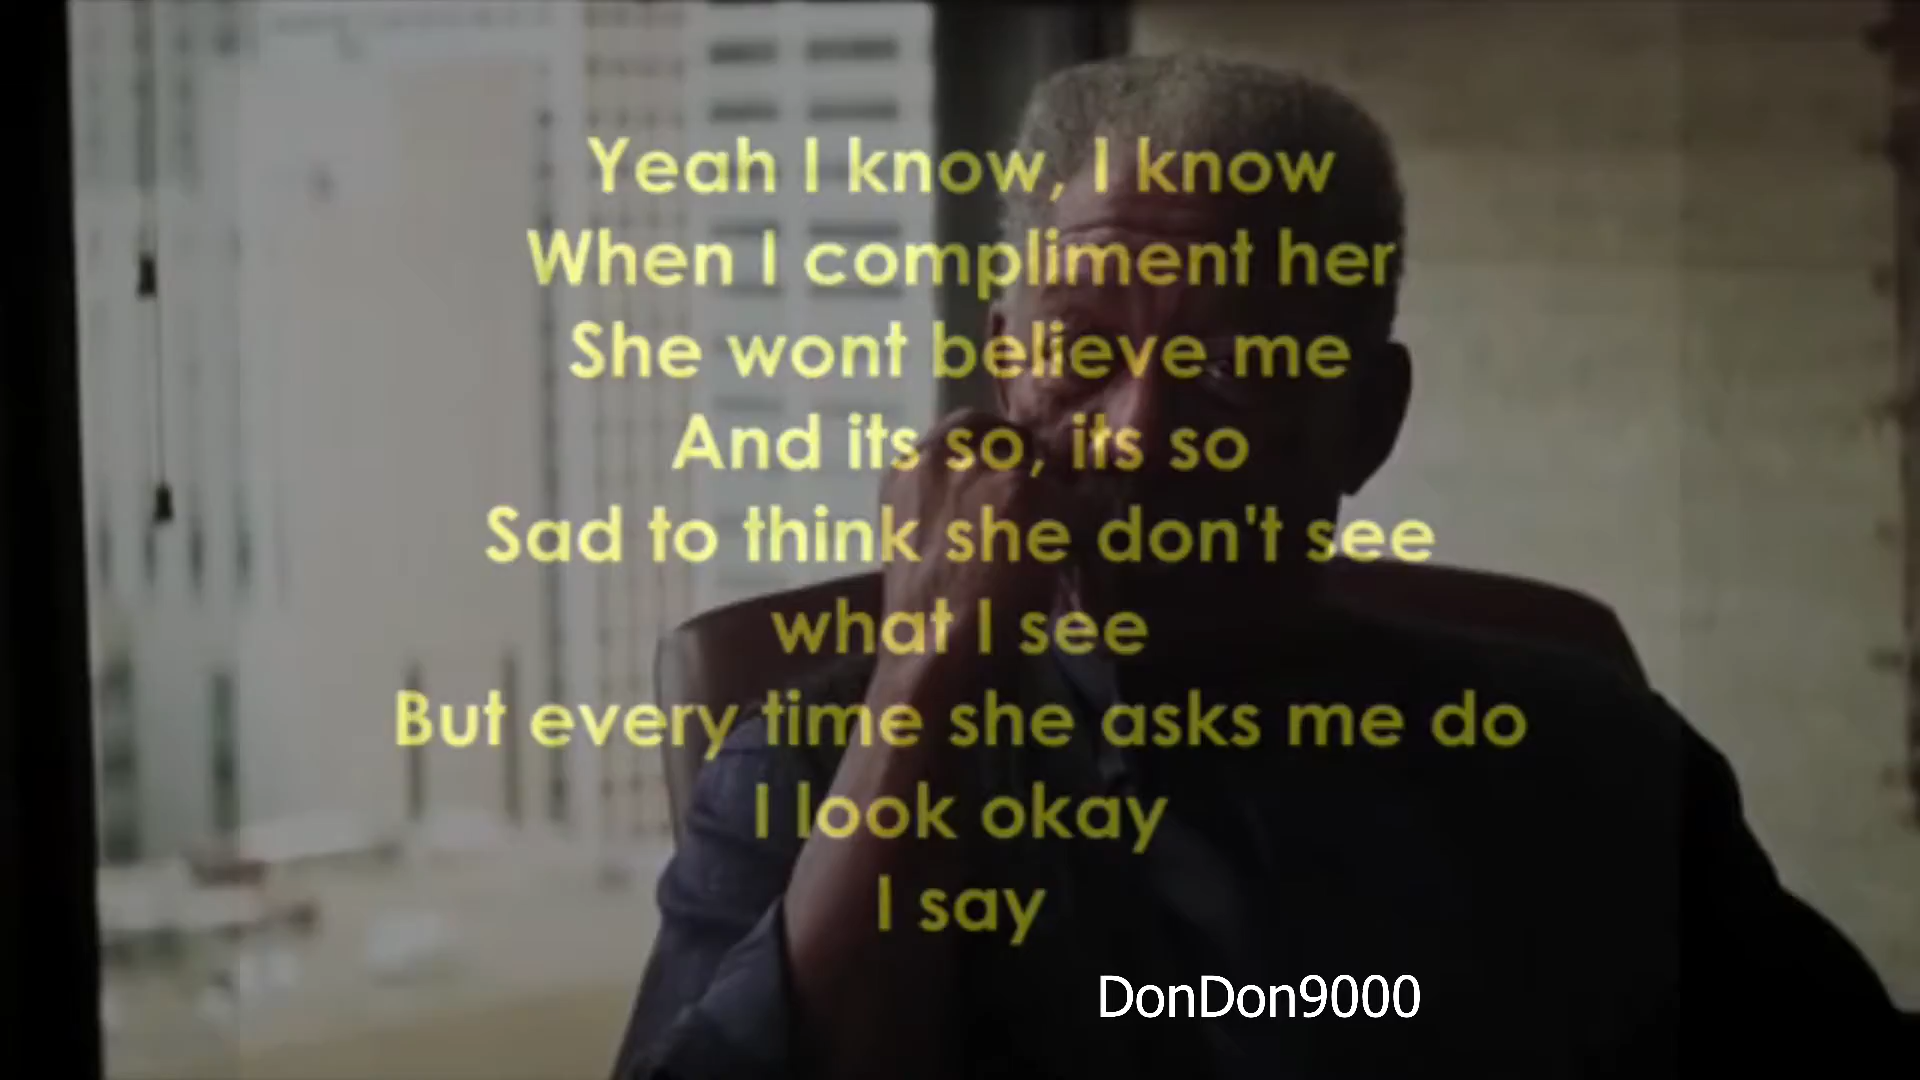 Yeah I know, I know
When I compliment her
She wont believe me
And its so, its so
Sad to think she don't see
what I see
But every time she asks me do
I look okay
I say
DonDon9000